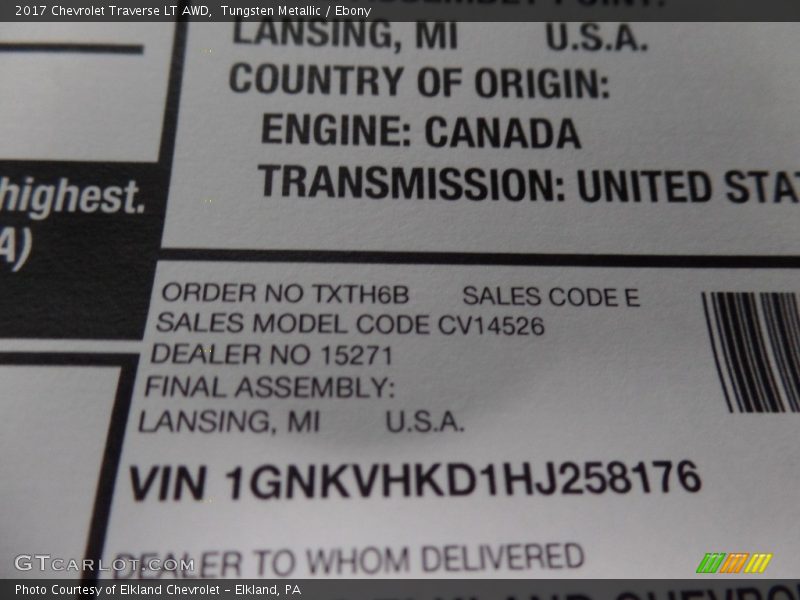 2017 Chevrolet Traverse LT AWD, Tungsten Metallic / Ebony
LANSING, MI U.S.A.
COUNTRY OF ORIGIN:
ENGINE: CANADA
TRANSMISSION: UNITED STAT
highest.
A)
ORDER NO TXTH6B SALES CODE E
SALES MODEL CODE CV14526
DEALER NO 15271
FINAL ASSEMBLY:
LANSING, MI U.S.A.
VIN 1GNKVHKD1HJ258176
DEALER TO WHOM DELIVERED
GTcarlot.com
Photo Courtesy of Elkland Chevrolet – Elkland, PA